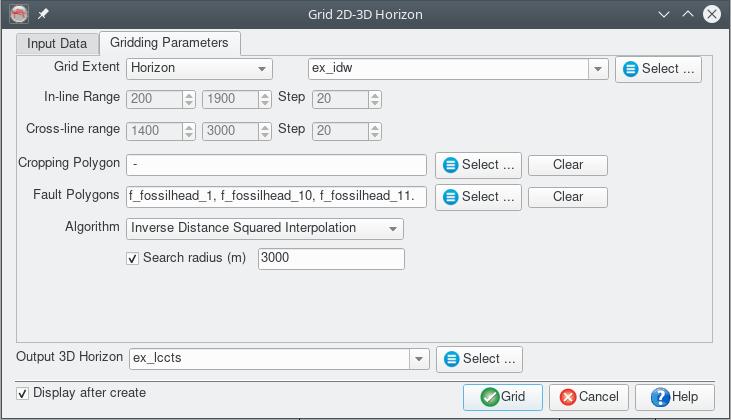 Grid 2D-3D Horizon
Input Data Gridding Parameters
Grid Extent Horizon ex_idw Select ...
In-line Range 200 1900 Step 20
Cross-line range 1400 3000 Step 20
Cropping Polygon - Select ... Clear
Fault Polygons f_fossilhead_1, f_fossilhead_10, f_fossilhead_11. Select ... Clear
Algorithm Inverse Distance Squared Interpolation
Search radius (m) 3000
Output 3D Horizon ex_lccts Select ...
Display after create Grid Cancel Help